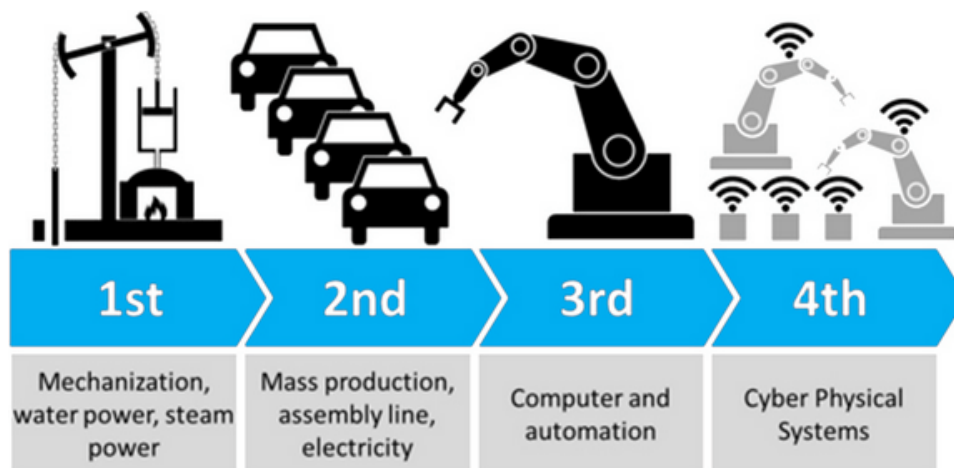 1st
2nd
3rd
4th
Mechanization,
water power, steam
power
Mass production,
assembly line,
electricity
Computer and
automation
Cyber Physical
Systems